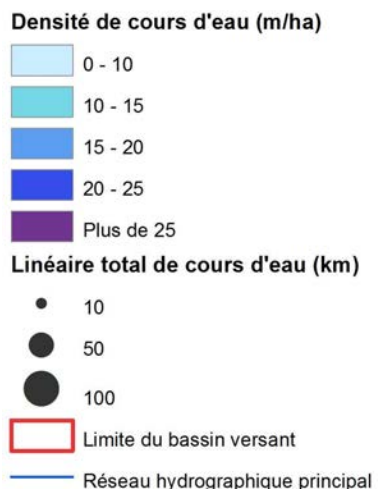 Densité de cours d'eau (m/ha)
0 - 10
10 - 15
15 - 20
20 - 25
Plus de 25
Linéaire total de cours d'eau (km)
10
50
100
Limite du bassin versant
Réseau hydrographique principal